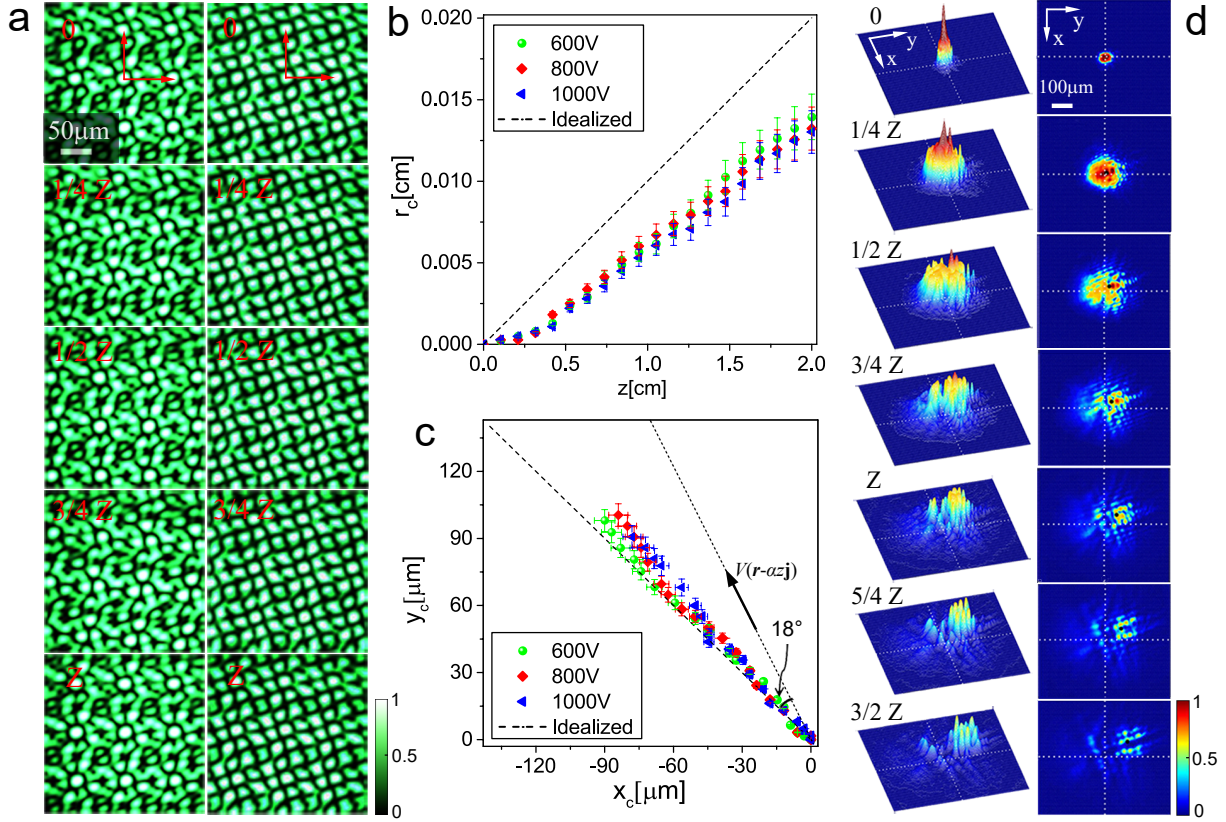 a
0
0
50μm
1/4 Z
1/4 Z
1/2 Z
1/2 Z
3/4 Z
3/4 Z
Z
Z
1
0.5
0
b
600V
800V
1000V
Idealized
0.020
0.015
0.010
0.005
0.000
r_c[cm]
0.0
0.5
1.0
1.5
2.0
z[cm]
c
V(r-αzj)
18°
600V
800V
1000V
Idealized
120
90
60
30
0
y_c[μm]
-120
-90
-60
-30
0
x_c[μm]
d
0
y
x
y
x
100μm
1/4 Z
1/2 Z
3/4 Z
Z
5/4 Z
3/2 Z
1
0.5
0